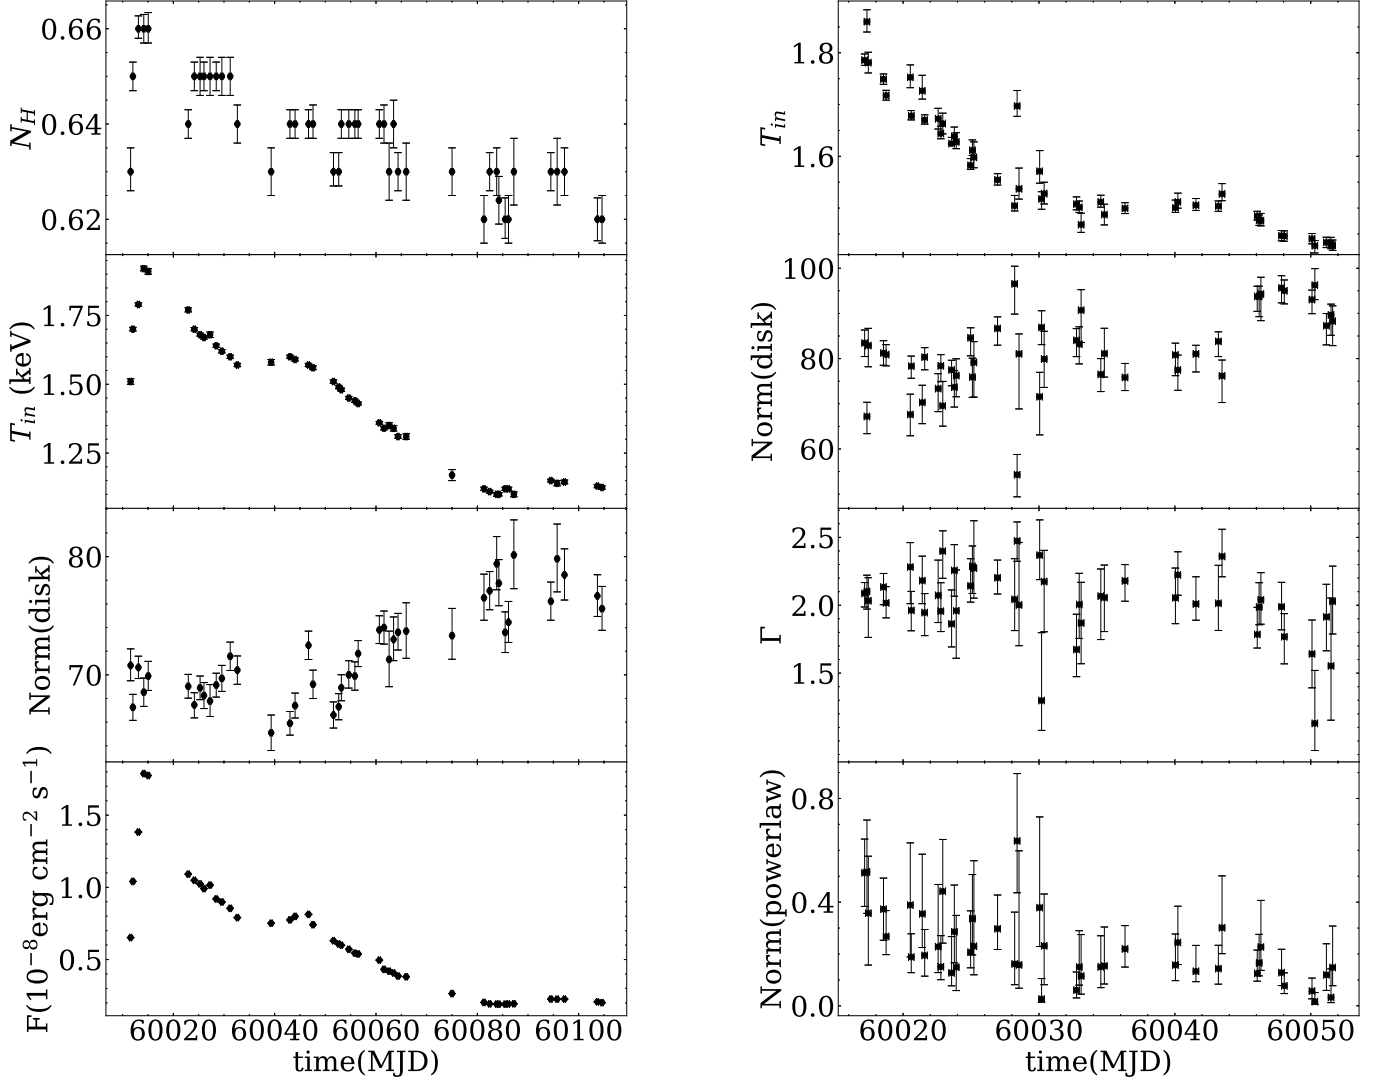 0.66
0.64
0.62
N_H
1.75
1.50
1.25
T_in (keV)
80
70
Norm(disk)
1.5
1.0
0.5
F(10⁻⁸erg cm⁻² s⁻¹)
60020 60040 60060 60080 60100
time(MJD)
1.8
1.6
T_in
100
80
60
Norm(disk)
2.5
2.0
1.5
Γ
0.8
0.4
0.0
Norm(powerlaw)
60020 60030 60040 60050
time(MJD)